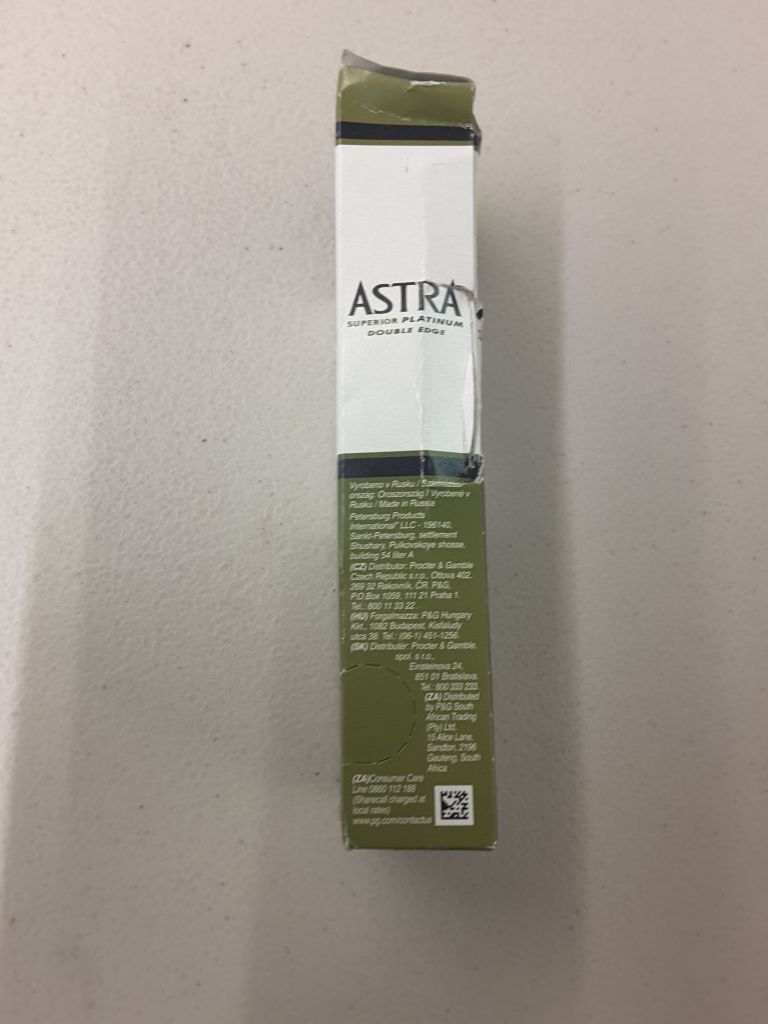 ASTRA
SUPERIOR PLATINUM
DOUBLE EDGE
Vyrobeno v Rusku / Származási
ország: Oroszország / Vyrobené v
Rusku / Made in Russia
Petersburg Products
International" LLC - 196140,
Sankt-Petersburg, settlement
Shushary, Pulkovskoye shosse,
building 54 liter A
(CZ) Distributor: Procter & Gamble
Czech Republic s.r.o., Ottova 402,
269 32 Rakovník, ČR. P&G,
P.O.Box 1059, 111 21 Praha 1.
Tel.: 800 11 33 22.
(HU) Forgalmazza: P&G Hungary
Kkt., 1082 Budapest, Kisfaludy
utca 38. Tel.: (06-1) 451-1256.
(SK) Distributér: Procter & Gamble,
spol. s r.o.,
Einsteinova 24,
851 01 Bratislava.
Tel.: 800 333 233.
(ZA) Distributed
by P&G South
African Trading
(Pty) Ltd.
15 Alice Lane,
Sandton, 2196
Gauteng, South
Africa
(ZA)Consumer Care
Line 0860 112 188
(Sharecall charged at
local rates)
www.pg.com/contactus